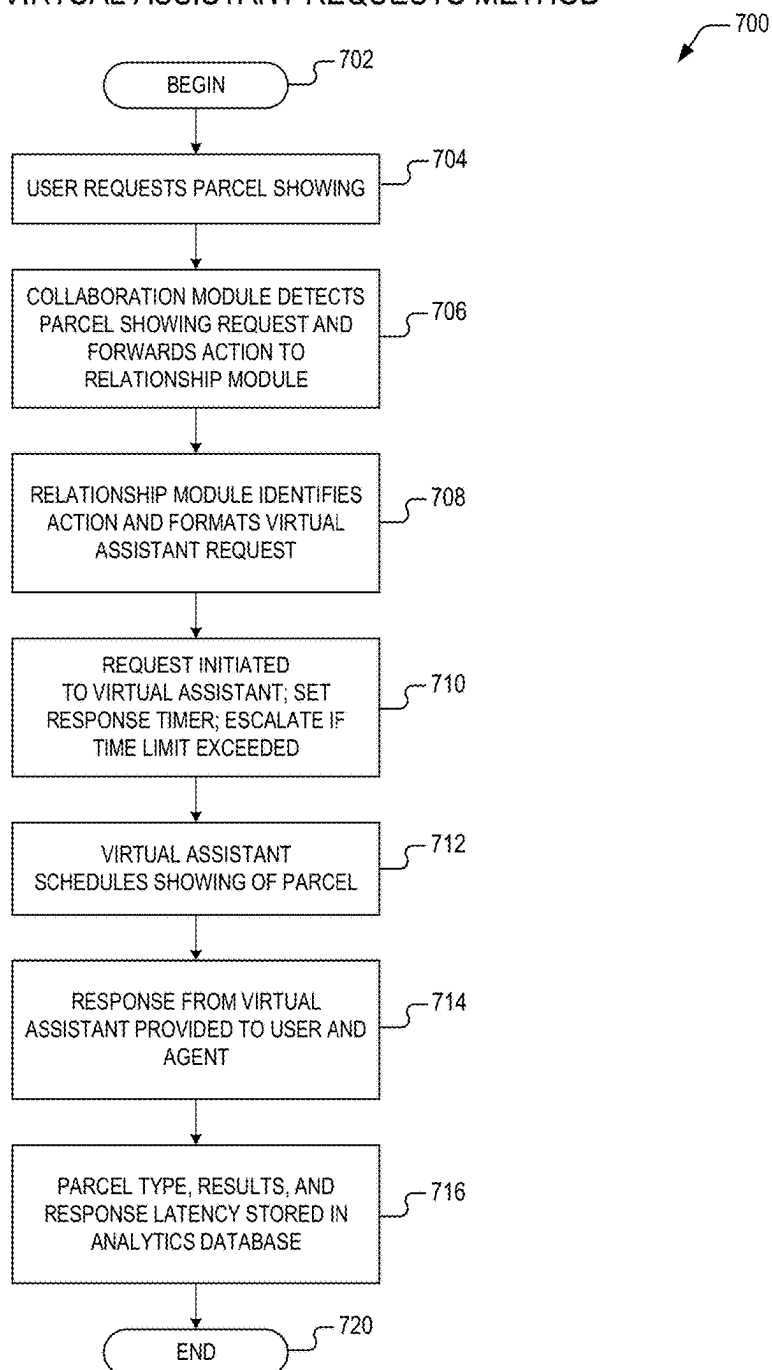 VIRTUAL ASSISTANT REQUESTS METHOD
700
BEGIN
702
USER REQUESTS PARCEL SHOWING
704
COLLABORATION MODULE DETECTS
PARCEL SHOWING REQUEST AND
FORWARDS ACTION TO
RELATIONSHIP MODULE
706
RELATIONSHIP MODULE IDENTIFIES
ACTION AND FORMATS VIRTUAL
ASSISTANT REQUEST
708
REQUEST INITIATED
TO VIRTUAL ASSISTANT; SET
RESPONSE TIMER; ESCALATE IF
TIME LIMIT EXCEEDED
710
VIRTUAL ASSISTANT
SCHEDULES SHOWING OF PARCEL
712
RESPONSE FROM VIRTUAL
ASSISTANT PROVIDED TO USER AND
AGENT
714
PARCEL TYPE, RESULTS, AND
RESPONSE LATENCY STORED IN
ANALYTICS DATABASE
716
END
720